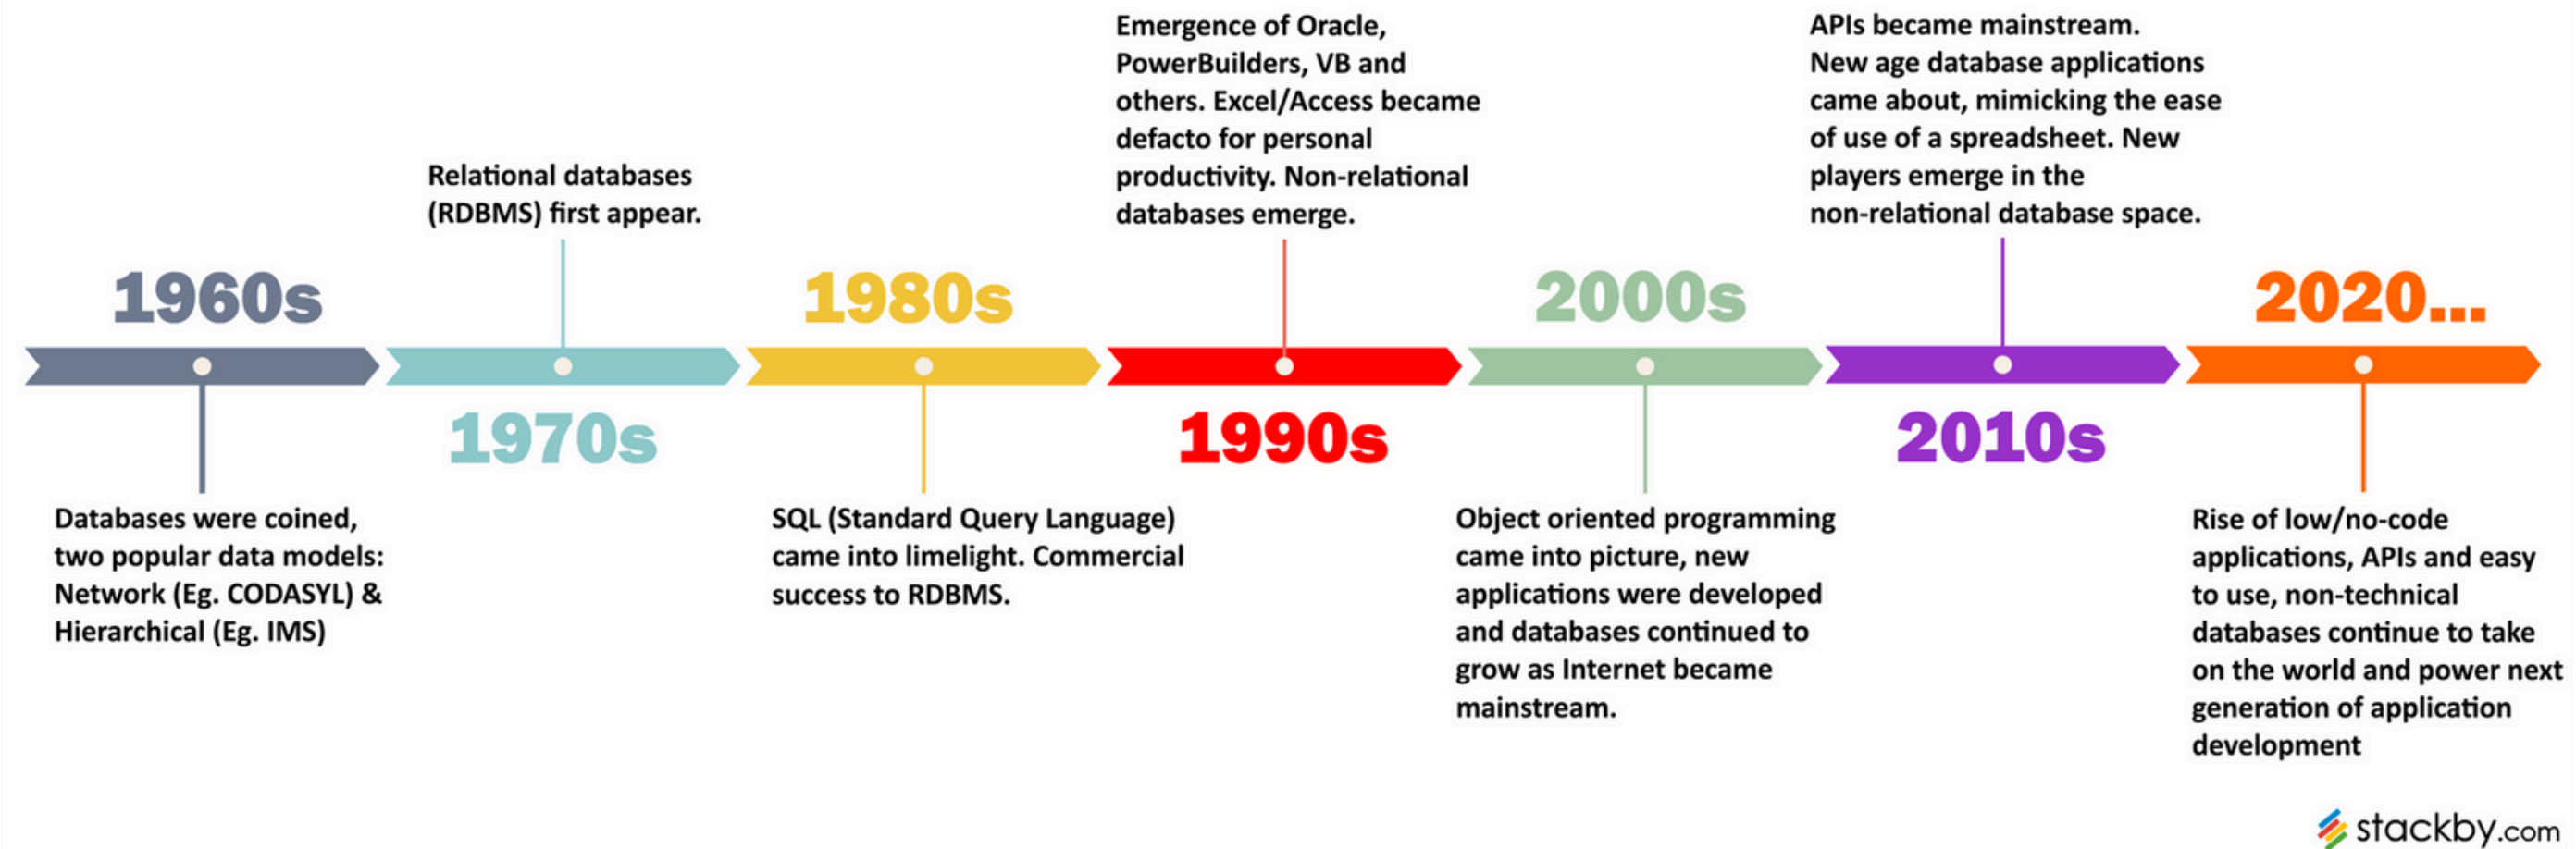 1960s
Databases were coined,
two popular data models:
Network (Eg. CODASYL) &
Hierarchical (Eg. IMS)
Relational databases
(RDBMS) first appear.
1970s
1980s
SQL (Standard Query Language)
came into limelight. Commercial
success to RDBMS.
Emergence of Oracle,
PowerBuilders, VB and
others. Excel/Access became
defacto for personal
productivity. Non-relational
databases emerge.
1990s
2000s
Object oriented programming
came into picture, new
applications were developed
and databases continued to
grow as Internet became
mainstream.
APIs became mainstream.
New age database applications
came about, mimicking the ease
of use of a spreadsheet. New
players emerge in the
non-relational database space.
2010s
2020...
Rise of low/no-code
applications, APIs and easy
to use, non-technical
databases continue to take
on the world and power next
generation of application
development
stackby.com